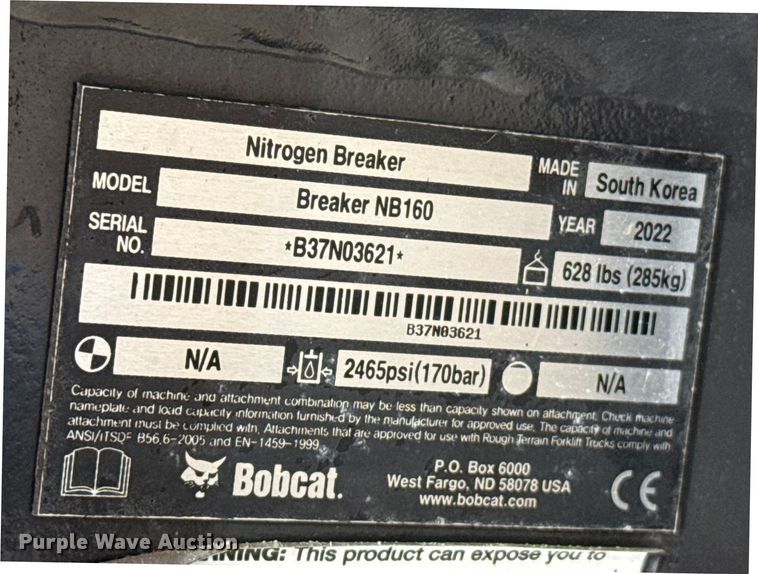 Nitrogen Breaker
MADE IN South Korea
MODEL Breaker NB160
YEAR 2022
SERIAL NO. *B37N03621*
628 lbs (285kg)
B37N03621
N/A
2465psi(170bar)
N/A
Capacity of machine and attachment combination may be less than capacity shown on attachment. Check machine
nameplate and load capacity information furnished by the manufacturer for approved use. The capacity of machine and
attachment must be complied with. Attachments that are approved for use with Rough Terrain Forklift Trucks comply with
ANSI/ITSDF B56.6-2005 and EN-1459-1999.
Bobcat.
P.O. Box 6000
West Fargo, ND 58078 USA
www.bobcat.com
CE
Purple Wave Auction
WARNING: This product can expose you to